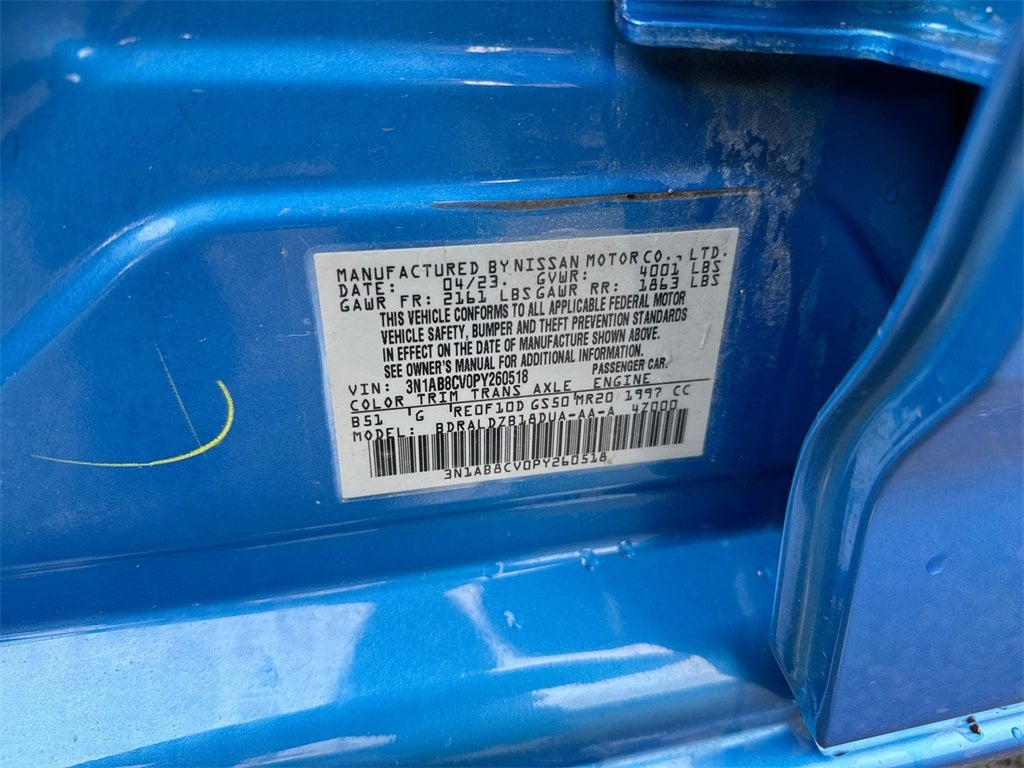 MANUFACTURED BY NISSAN MOTOR CO., LTD.
DATE: 04/23. GVWR: 4001 LBS
GAWR FR: 2161 LBS GAWR RR: 1863 LBS
THIS VEHICLE CONFORMS TO ALL APPLICABLE FEDERAL MOTOR
VEHICLE SAFETY, BUMPER AND THEFT PREVENTION STANDARDS
IN EFFECT ON THE DATE OF MANUFACTURE SHOWN ABOVE.
SEE OWNER'S MANUAL FOR ADDITIONAL INFORMATION.
PASSENGER CAR.
VIN: 3N1AB8CV0PY260518
COLOR TRIM TRANS AXLE ENGINE
B51 G RE0F10D GS50 MR20 1997 CC
MODEL: BDRALDZB18DUA-AA-A 47000
3N1AB8CV0PY260518